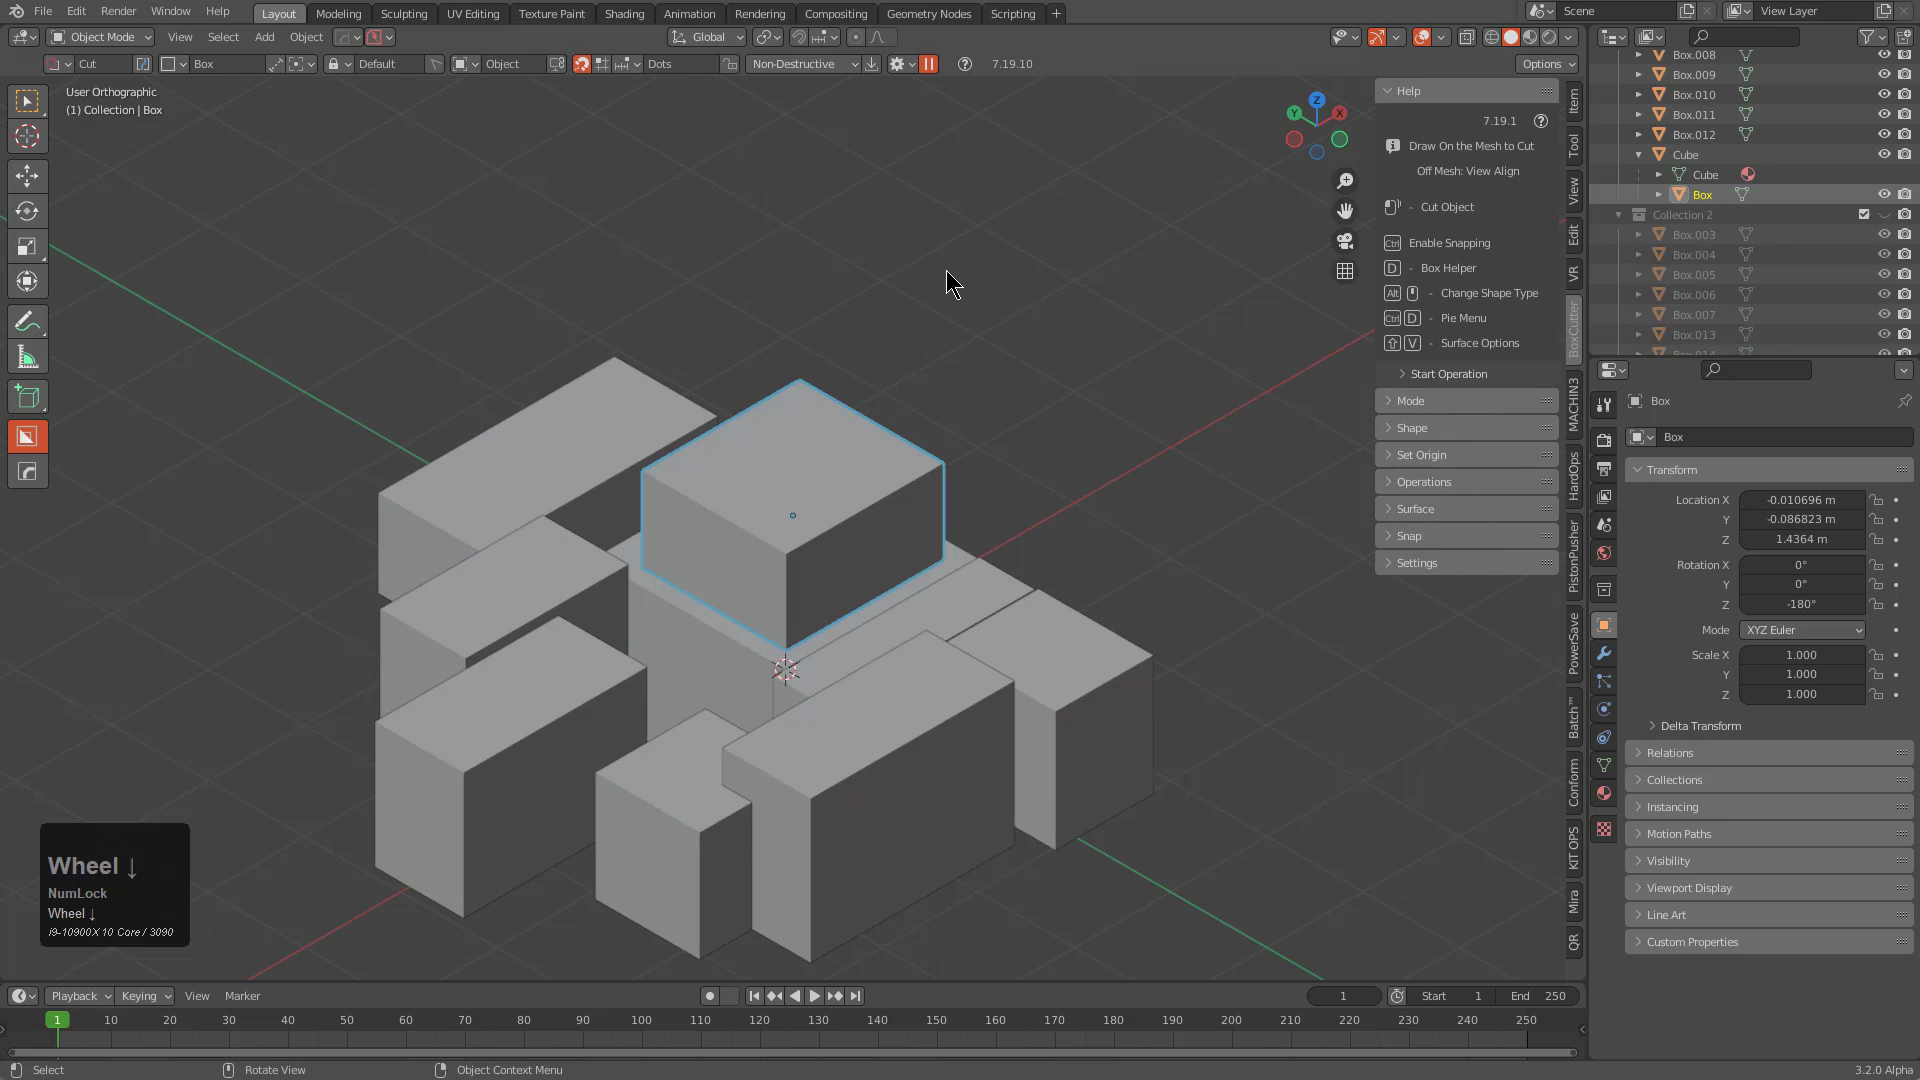 File Edit Render Window Help Layout Modeling Sculpting UV Editing Texture Paint Shading Animation Rendering Compositing Geometry Nodes Scripting + Scene View Layer
Object Mode View Select Add Object Global
Cut Box Default Object Dots Non-Destructive 7.19.10 Options
User Orthographic
(1) Collection | Box
Z
Y
X
Help
7.19.1
Draw On the Mesh to Cut
Off Mesh: View Align
- Cut Object
Ctrl Enable Snapping
D - Box Helper
Alt - Change Shape Type
Ctrl D - Pie Menu
V - Surface Options
Start Operation
Mode
Shape
Set Origin
Operations
Surface
Snap
Settings
Item
Tool
View
Edit
VR
BoxCutter
MACHIN3
HardOps
PistonPusher
PowerSave
Batch™
Conform
KIT OPS
Mira
QR
Box.008
Box.009
Box.010
Box.011
Box.012
Cube
Cube
Box
Collection 2
Box.003
Box.004
Box.005
Box.006
Box.007
Box.013
Box.014
Box
Box
Transform
Location X -0.010696 m
Y -0.086823 m
Z 1.4364 m
Rotation X 0°
Y 0°
Z -180°
Mode XYZ Euler
Scale X 1.000
Y 1.000
Z 1.000
Delta Transform
Relations
Collections
Instancing
Motion Paths
Visibility
Viewport Display
Line Art
Custom Properties
Wheel ↓
NumLock
Wheel ↓
i9-10900X 10 Core / 3090
Playback Keying View Marker 1 Start 1 End 250
1 10 20 30 40 50 60 70 80 90 100 110 120 130 140 150 160 170 180 190 200 210 220 230 240 250
Select Rotate View Object Context Menu 3.2.0 Alpha